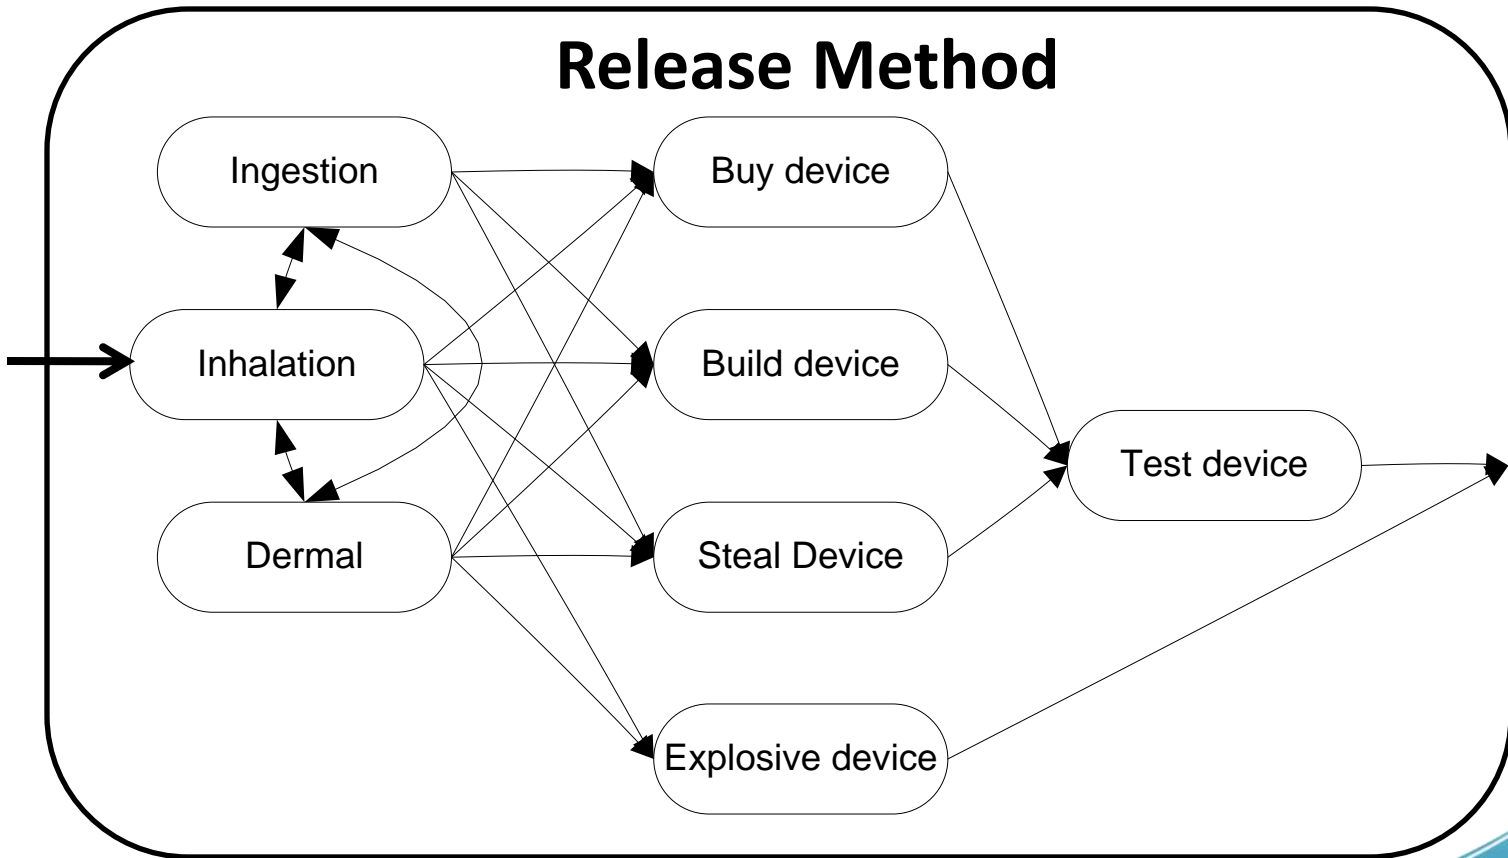 Release Method
Ingestion
Buy device
Inhalation
Build device
Test device
Dermal
Steal Device
Explosive device